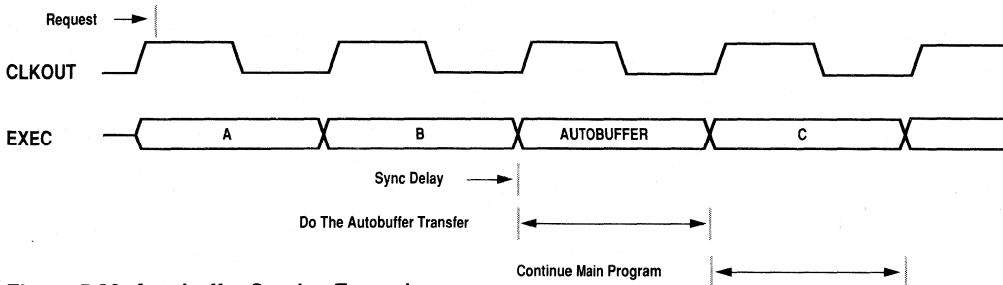 Request
CLKOUT
EXEC
A
B
AUTOBUFFER
C
Sync Delay
Do The Autobuffer Transfer
Continue Main Program